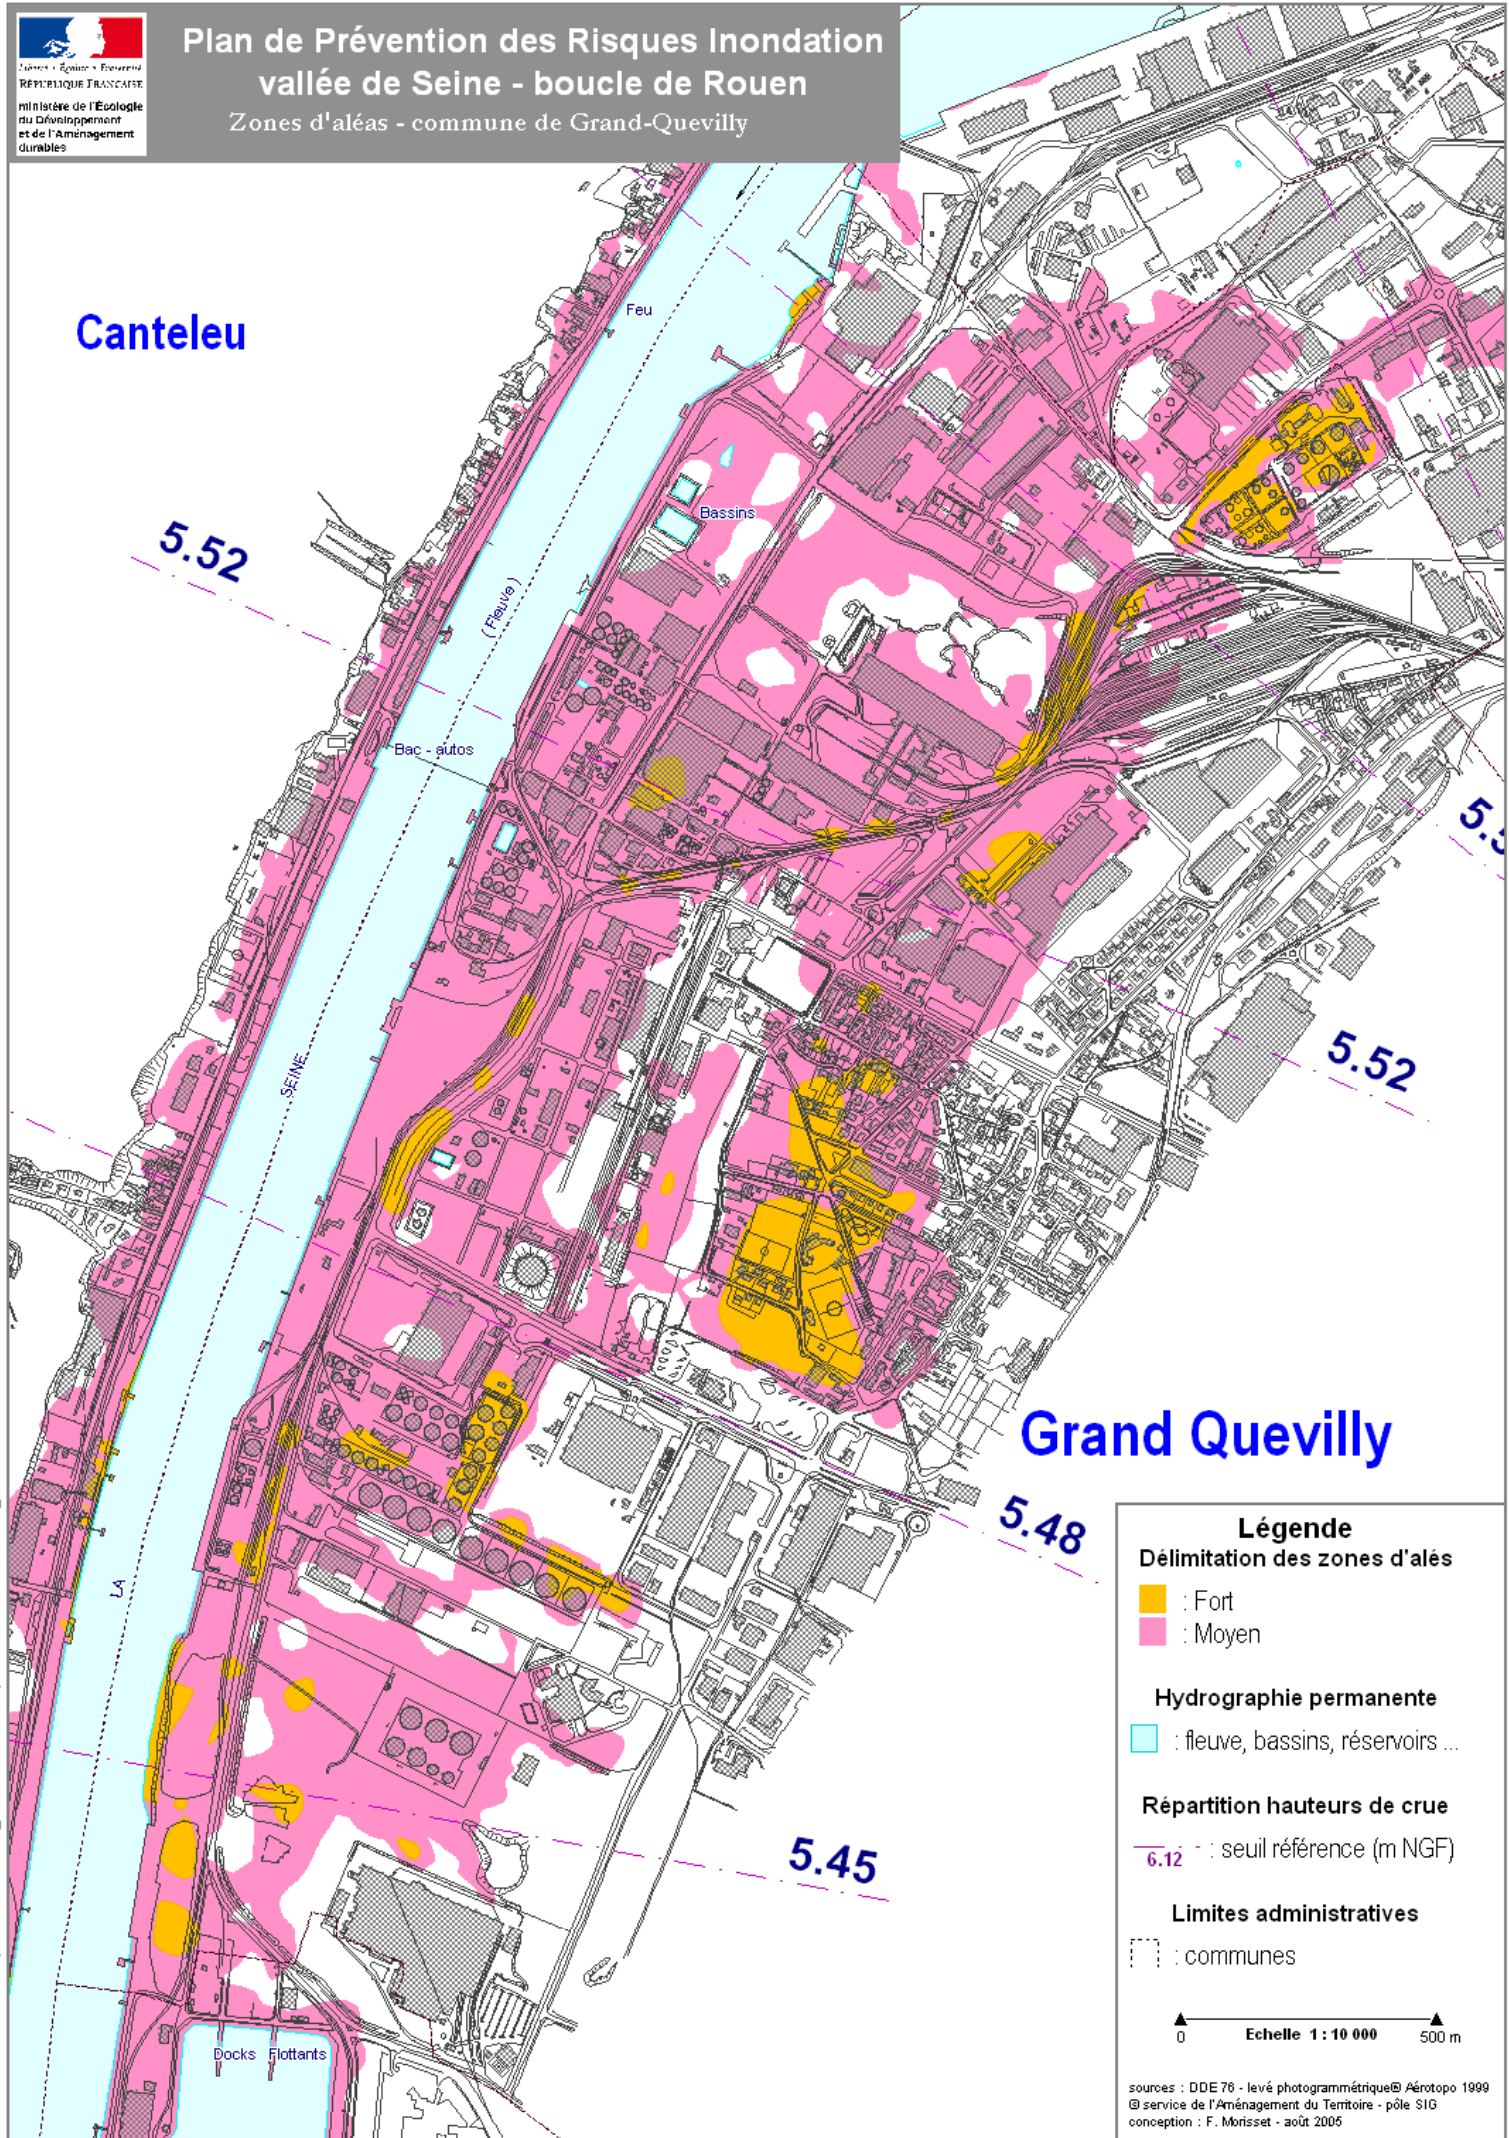 Plan de Prévention des Risques Inondation
vallée de Seine - boucle de Rouen
Zones d'aléas - commune de Grand-Quevilly
Liberté • Égalité • Fraternité
RÉPUBLIQUE FRANÇAISE
ministère de l'Écologie
du Développement
et de l'Aménagement
durables
Canteleu
Feu
Bassins
5.52
( Fleuve )
Bac - autos
5.5
SEINE
5.52
Grand Quevilly
5.48
LA
5.45
Docks Flottants
Légende
Délimitation des zones d'alés
: Fort
: Moyen
Hydrographie permanente
: fleuve, bassins, réservoirs ...
Répartition hauteurs de crue
6.12 : seuil référence (m NGF)
Limites administratives
: communes
0 Echelle 1 : 10 000 500 m
sources : DDE 76 - levé photogrammétrique® Aérotopo 1999
@ service de l'Aménagement du Territoire - pôle SIG
conception : F. Morisset - août 2005